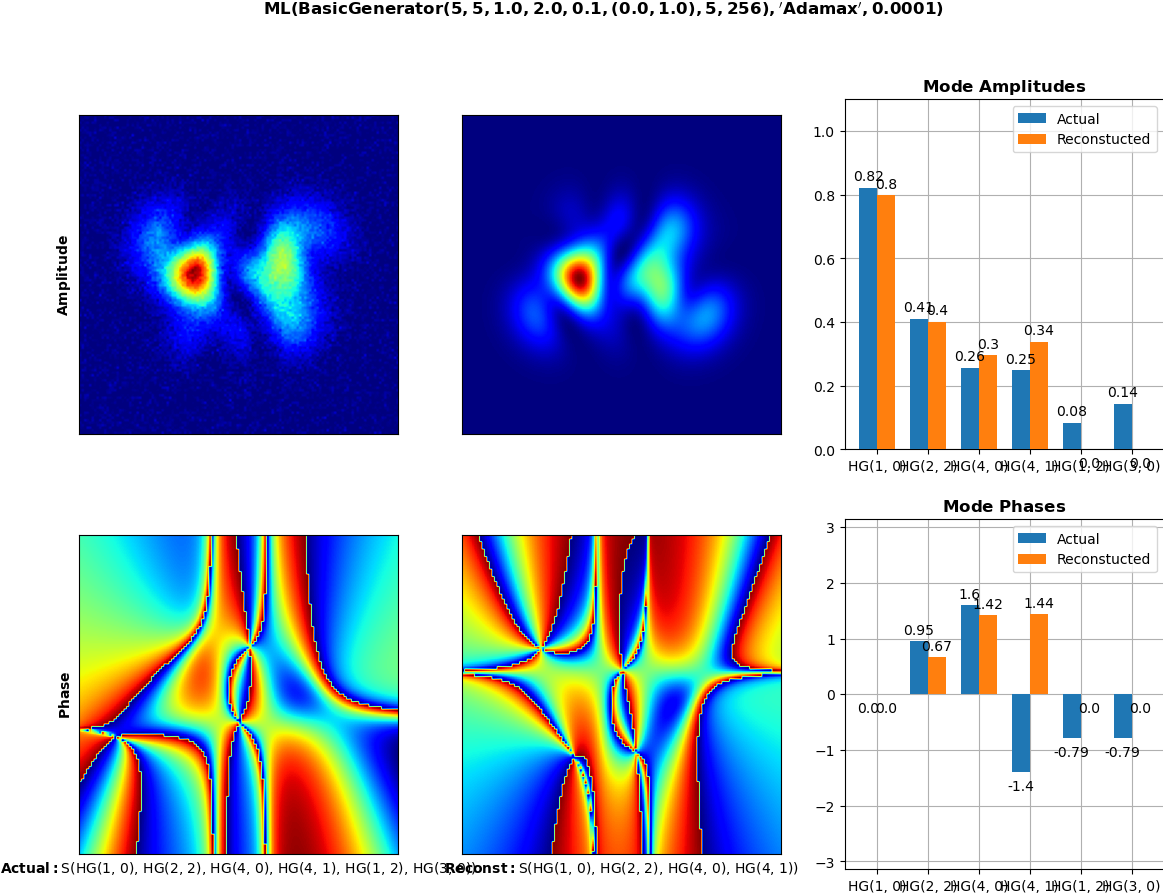 ML(BasicGenerator(5, 5, 1.0, 2.0, 0.1, (0.0, 1.0), 5, 256), ′Adamax′, 0.0001)
Amplitude
Mode Amplitudes
Actual
Reconstucted
1.0
0.8
0.6
0.4
0.2
0.0
0.82
0.8
0.41
0.4
0.26
0.3
0.25
0.34
0.08
0.0
0.14
0.0
HG(1, 0)
HG(2, 2)
HG(4, 0)
HG(4, 1)
HG(1, 2)
HG(3, 0)
Phase
Mode Phases
Actual
Reconstucted
3
2
1
0
−1
−2
−3
0.0
0.0
0.95
0.67
1.6
1.42
-1.4
1.44
-0.79
0.0
-0.79
0.0
HG(1, 0)
HG(2, 2)
HG(4, 0)
HG(4, 1)
HG(1, 2)
HG(3, 0)
Actual: S(HG(1, 0), HG(2, 2), HG(4, 0), HG(4, 1), HG(1, 2), HG(3, 0))
Reconst: S(HG(1, 0), HG(2, 2), HG(4, 0), HG(4, 1))